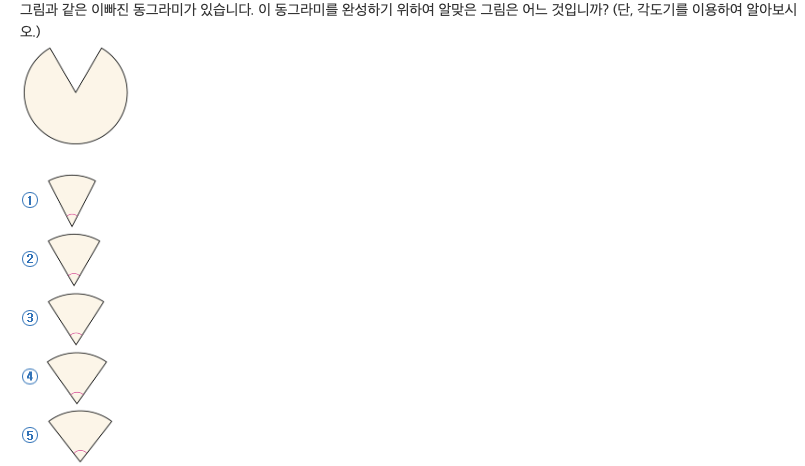 그림과 같은 이빠진 동그라미가 있습니다. 이 동그라미를 완성하기 위하여 알맞은 그림은 어느 것입니까? (단, 각도기를 이용하여 알아보시
오.)
①
②
③
④
⑤